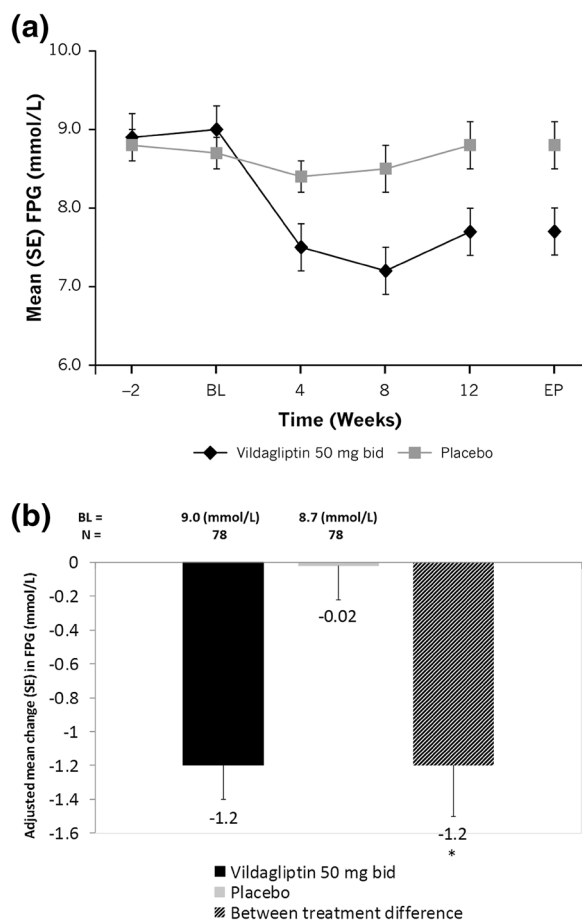 (a)
10.0
9.0
8.0
7.0
6.0
Mean (SE) FPG (mmol/L)
–2 BL 4 8 12 EP
Time (Weeks)
Vildagliptin 50 mg bid Placebo
(b)
BL = 9.0 (mmol/L) 8.7 (mmol/L)
N = 78 78
0
-0.2
-0.4
-0.6
-0.8
-1
-1.2
-1.4
-1.6
Adjusted mean change (SE) in FPG (mmol/L)
-0.02
-1.2
-1.2
*
Vildagliptin 50 mg bid
Placebo
Between treatment difference